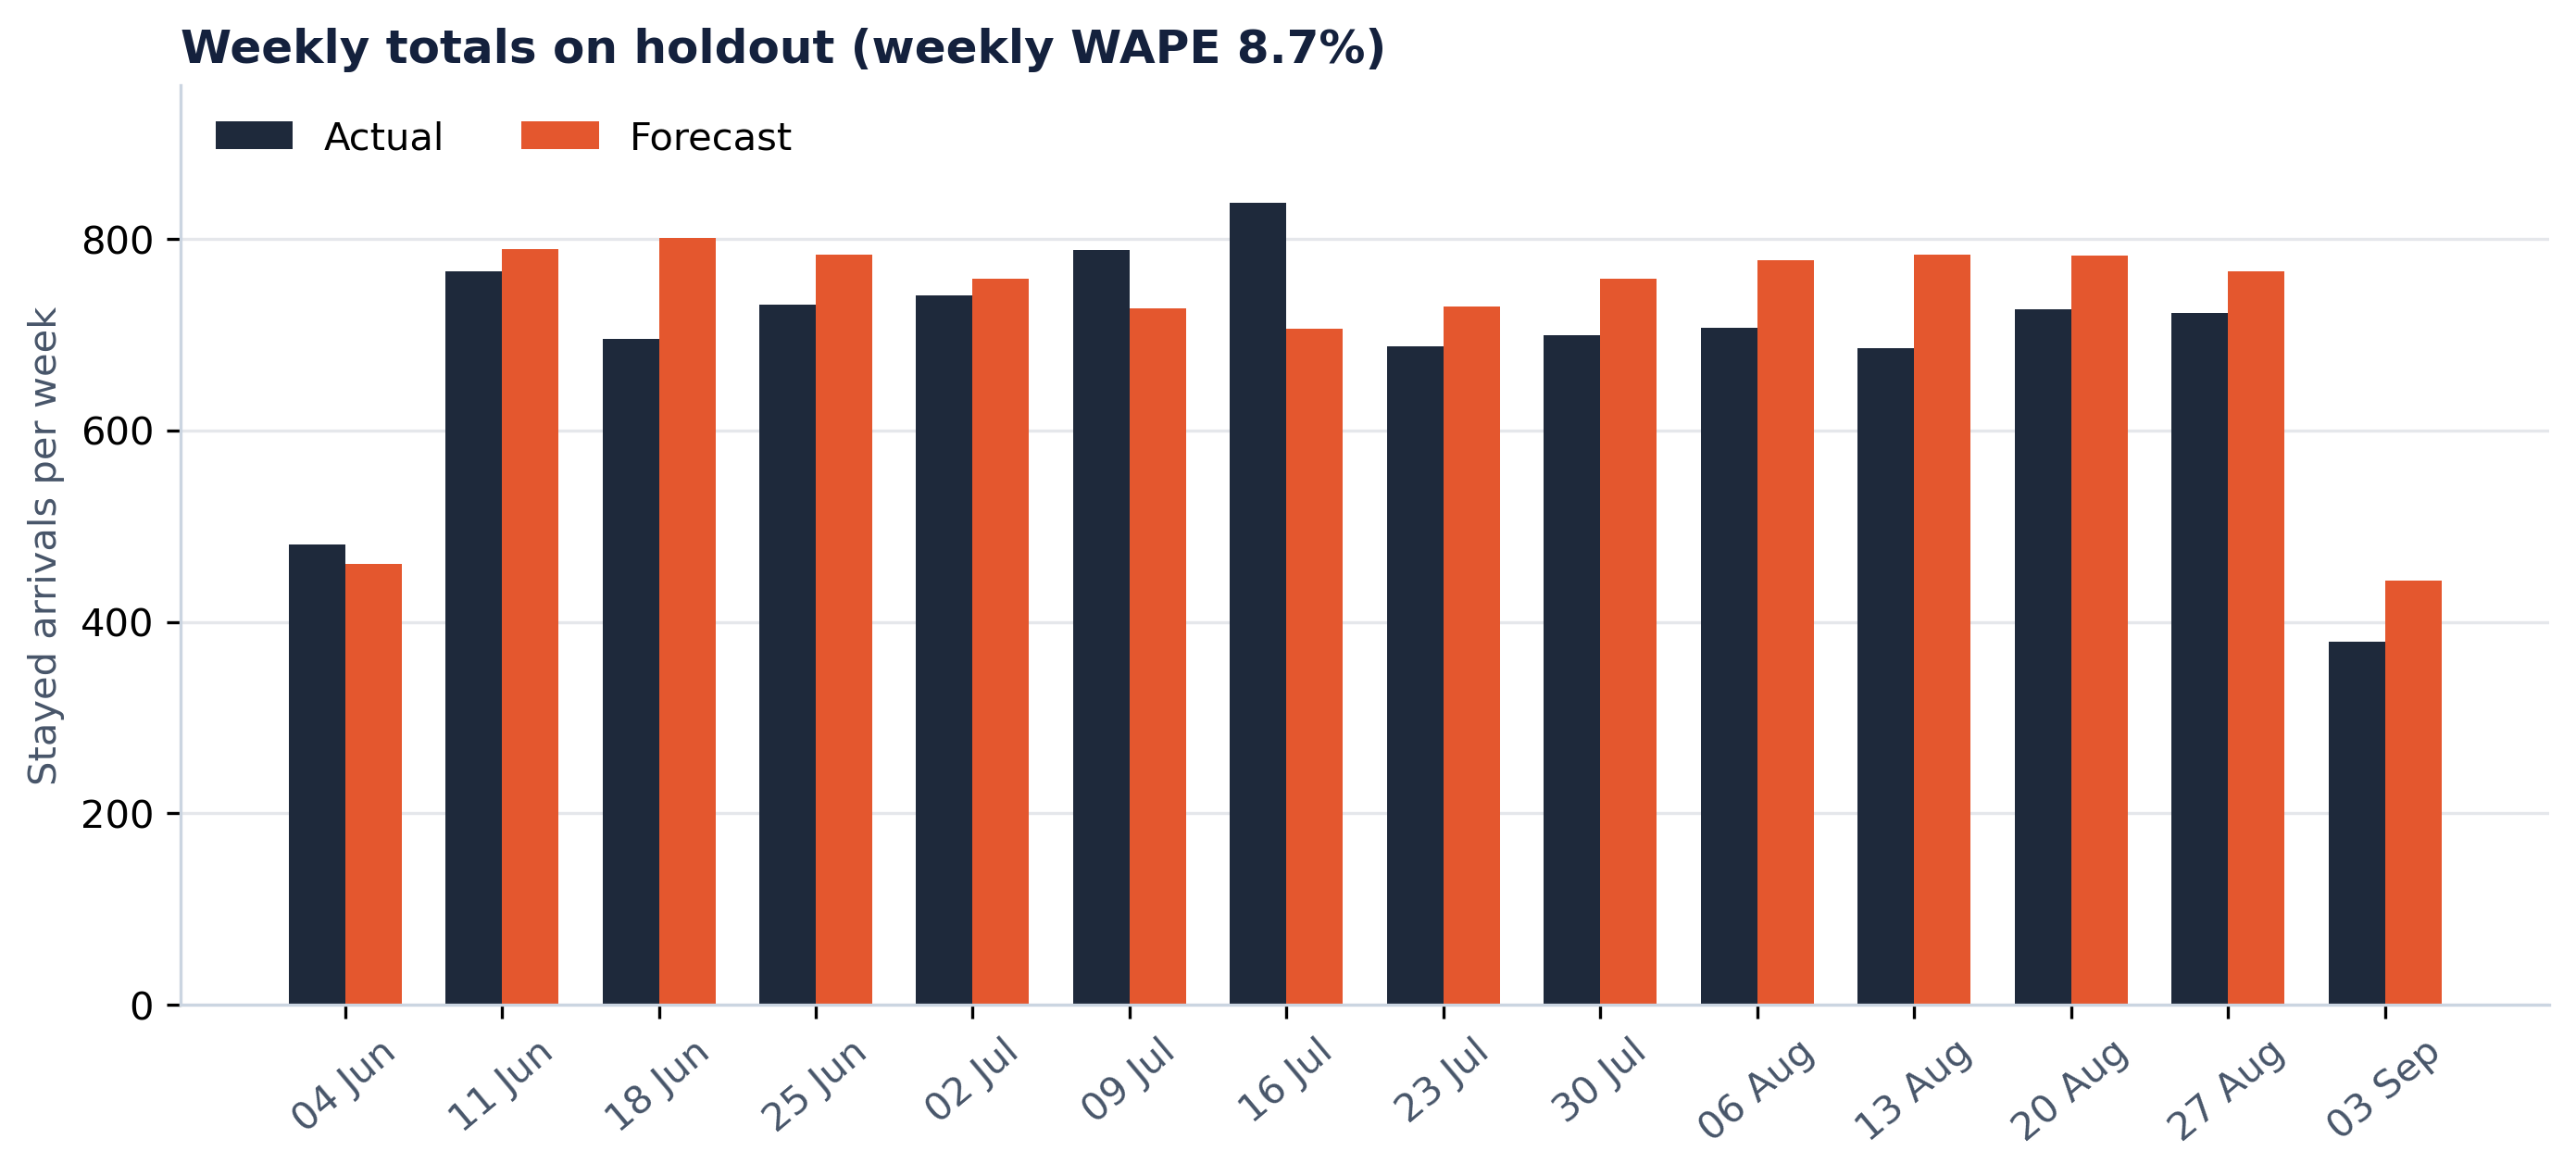 Weekly totals on holdout (weekly WAPE 8.7%)
Actual
Forecast
Stayed arrivals per week
800
600
400
200
0
04 Jun
11 Jun
18 Jun
25 Jun
02 Jul
09 Jul
16 Jul
23 Jul
30 Jul
06 Aug
13 Aug
20 Aug
27 Aug
03 Sep